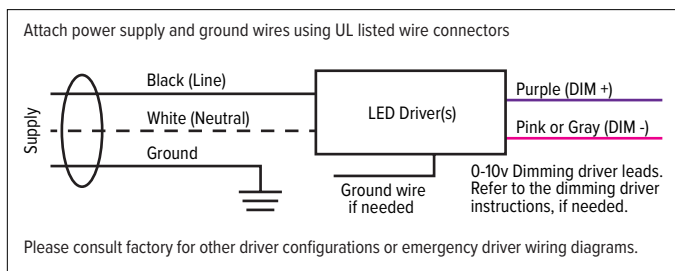 Attach power supply and ground wires using UL listed wire connectors
Supply
Black (Line)
White (Neutral)
Ground
LED Driver(s)
Ground wire
if needed
Purple (DIM +)
Pink or Gray (DIM -)
0-10v Dimming driver leads.
Refer to the dimming driver
instructions, if needed.
Please consult factory for other driver configurations or emergency driver wiring diagrams.